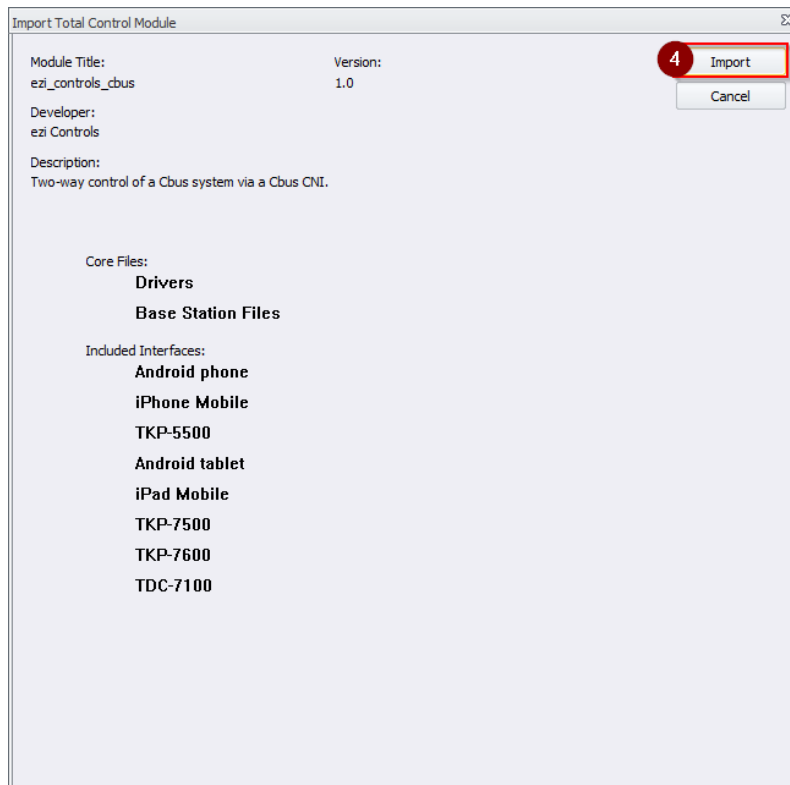 Import Total Control Module
Module Title:
Version:
4
Import
ezi_controls_cbus
1.0
Cancel
Developer:
ezi Controls
Description:
Two-way control of a Cbus system via a Cbus CNI.
Core Files:
Drivers
Base Station Files
Included Interfaces:
Android phone
iPhone Mobile
TKP-5500
Android tablet
iPad Mobile
TKP-7500
TKP-7600
TDC-7100